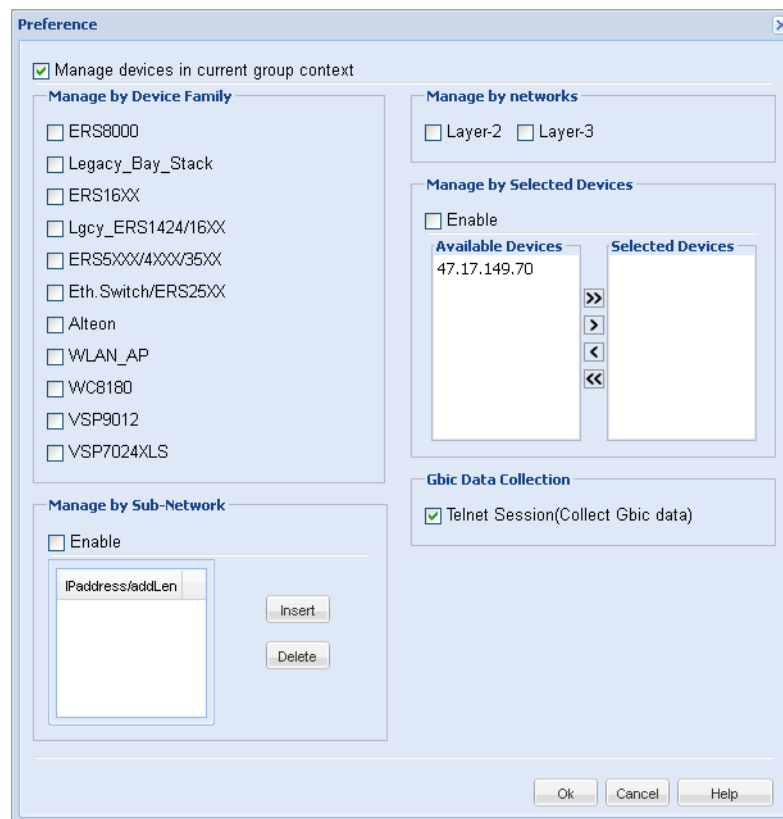 Preference
Manage devices in current group context
Manage by Device Family
ERS8000
Legacy_Bay_Stack
ERS16XX
Lgcy_ERS1424/16XX
ERS5XXX/4XXX/35XX
Eth.Switch/ERS25XX
Alteon
WLAN_AP
WC8180
VSP9012
VSP7024XLS
Manage by Sub-Network
Enable
IPaddress/addLen
Insert
Delete
Manage by networks
Layer-2 Layer-3
Manage by Selected Devices
Enable
Available Devices Selected Devices
47.17.149.70
>>
>
<
<<
Gbic Data Collection
Telnet Session(Collect Gbic data)
Ok Cancel Help